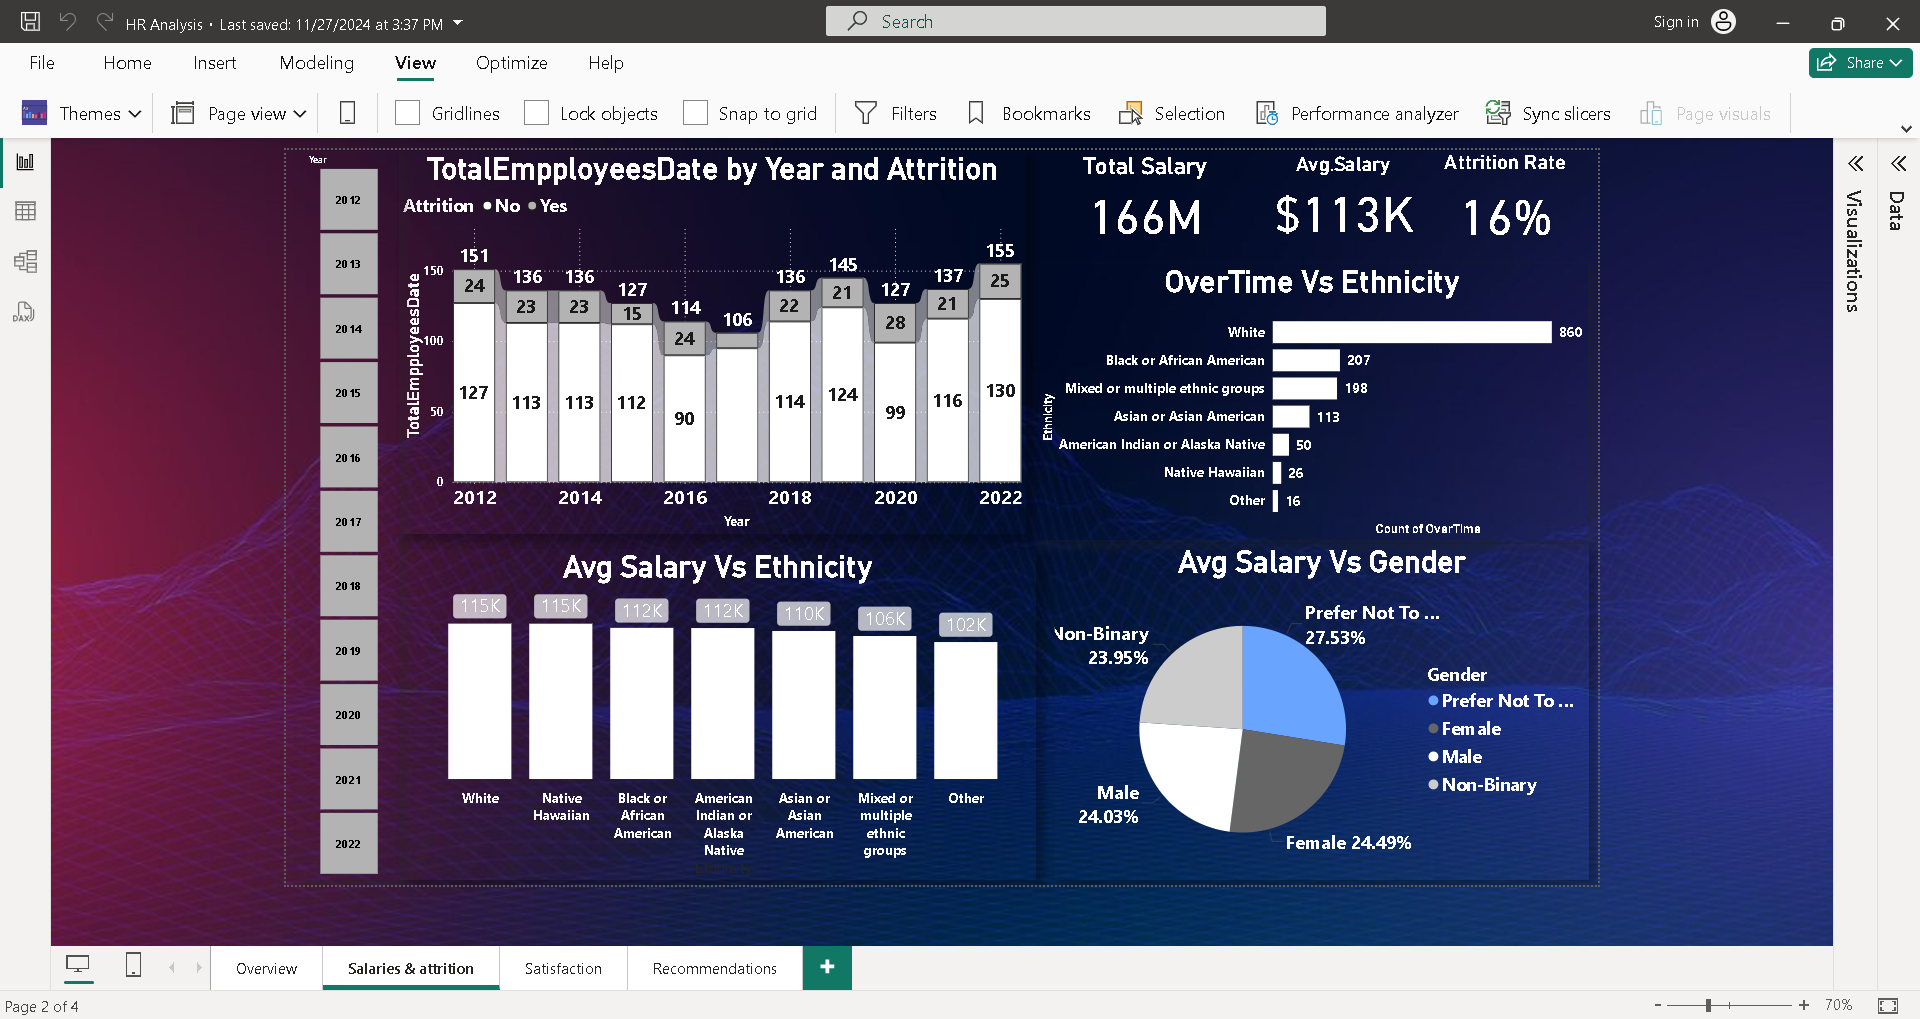 HR Analysis • Last saved: 11/27/2024 at 3:37 PM
Search
Sign in
File Home Insert Modeling View Optimize Help
Share
Themes Page view Gridlines Lock objects Snap to grid Filters Bookmarks Selection Performance analyzer Sync slicers Page visuals
Year
2012
2013
2014
2015
2016
2017
2018
2019
2020
2021
2022
TotalEmpployeesDate by Year and Attrition
Attrition No Yes
TotalEmpployeesDate
150
100
50
0
151 136 136 127 114 106 136 145 127 137 155
24 23 23 15 24 22 21 28 21 25
127 113 113 112 90 114 124 99 116 130
2012 2014 2016 2018 2020 2022
Year
Total Salary
166M
Avg.Salary
$113K
Attrition Rate
16%
OverTime Vs Ethnicity
Ethnicity
White 860
Black or African American 207
Mixed or multiple ethnic groups 198
Asian or Asian American 113
American Indian or Alaska Native 50
Native Hawaiian 26
Other 16
Count of OverTime
Avg Salary Vs Ethnicity
115K 115K 112K 112K 110K 106K 102K
White
Native
Hawaiian
Black or
African
American
American
Indian or
Alaska
Native
Asian or
Asian
American
Mixed or
multiple
ethnic
groups
Other
Ethnicity
Avg Salary Vs Gender
Prefer Not To ...
27.53%
Non-Binary
23.95%
Male
24.03%
Female 24.49%
Gender
Prefer Not To ...
Female
Male
Non-Binary
Visualizations
Data
DAX
Overview Salaries & attrition Satisfaction Recommendations +
Page 2 of 4
- + 70%